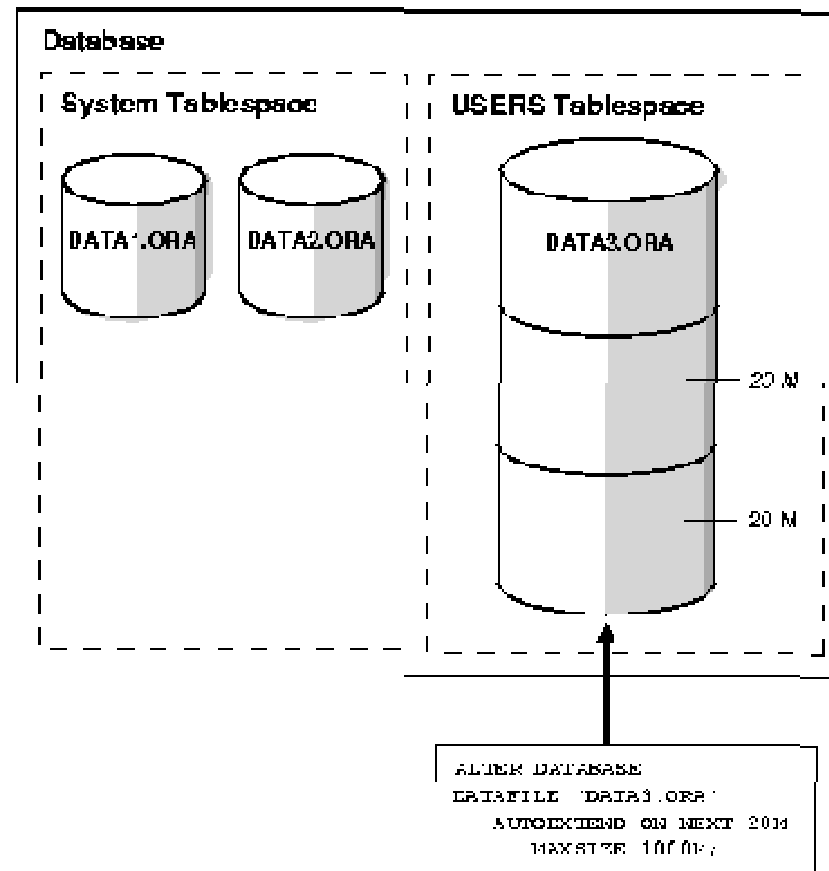 Database
System Tablespace
USERS Tablespace
DATA1.ORA
DATA2.ORA
DATA3.ORA
20 M
20 M
ALTER DATABASE
DATAFILE 'DATA3.ORA'
AUTOEXTEND ON NEXT 20M
MAXSIZE 1000M;